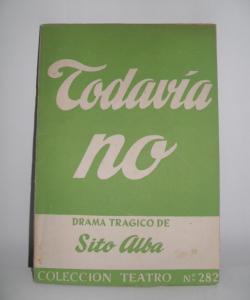 Todavía
no
DRAMA TRAGICO DE
Sito Alba
COLECCION TEATRO Nº 282